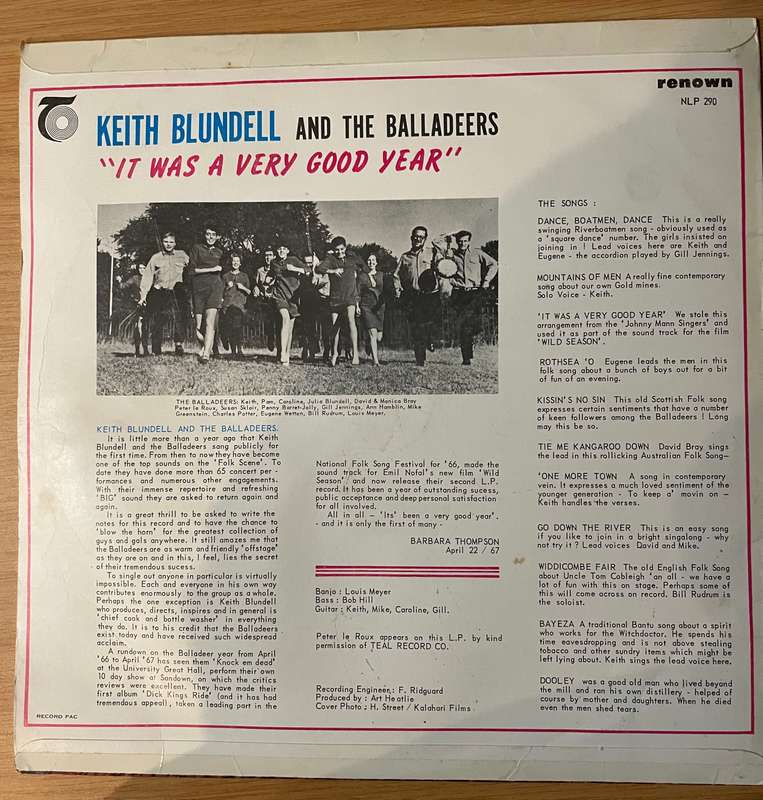 renown
NLP 290
KEITH BLUNDELL AND THE BALLADEERS
"IT WAS A VERY GOOD YEAR"
THE BALLADEERS: Keith, Pam, Caroline, Julie Blundell, David & Monica Bray
Peter le Roux, Susan Sklair, Penny Barret-Jolly, Gill Jennings, Ann Hamblin, Mike
Greenstein, Charles Potter, Eugene Wetton, Bill Rudrum, Louis Meyer,
KEITH BLUNDELL AND THE BALLADEERS.
It is little more than a year ago that Keith
Blundell and the Balladeers sang publicly for
the first time. From then to now they have become
one of the top sounds on the 'Folk Scene'. To
date they have done more than 65 concert per-
formances and numerous other engagements.
With their immense repertoire and refreshing
'BIG' sound they are asked to return again and
again.
It is a great thrill to be asked to write the
notes for this record and to have the chance to
'blow the horn' for the greatest collection of
guys and gals anywhere. It still amazes me that
the Balladeers are as warm and friendly 'offstage'
as they are on and in this, I feel, lies the secret
of their tremendous sucess.
To single out anyone in particular is virtually
impossible. Each and everyone in his own way
contributes enormously to the group as a whole.
Perhaps the one exception is Keith Blundell
who produces, directs, inspires and in general is
'chief cook and bottle washer' in everything
they do. It is to his credit that the Balladeers
exist today and have received such widespread
acclaim.
A rundown on the Balladeer year from April
'66 to April '67 has seen them 'Knock em dead'
at the University Great Hall, perform their own
10 day show at Sandown, on which the critics
reviews were excellent. They have made their
first album 'Dick Kings Ride' (and it has had
tremendous appeal), taken a leading part in the
National Folk Song Festival for '66, made the
sound track for Emil Nofal's new film 'Wild
Season' and now release their second L.P.
record. It has been a year of outstanding sucess,
public acceptance and deep personal satisfaction
for all involved.
All in all - 'Its' been a very good year'.
- and it is only the first of many -
BARBARA THOMPSON
April 22 / 67
Banjo : Louis Meyer
Bass : Bob Hill
Guitar : Keith, Mike, Caroline, Gill.
Peter le Roux appears on this L.P. by kind
permission of TEAL RECORD CO.
Recording Engineer: F. Ridguard
Produced by : Art Heatlie
Cover Photo : H. Street / Kalahari Films
THE SONGS :
DANCE, BOATMEN, DANCE This is a really
swinging Riverboatmen song - obviously used as
a 'square dance' number. The girls insisted on
joining in ! Lead voices here are Keith and
Eugene - the accordion played by Gill Jennings.
MOUNTAINS OF MEN A really fine contemporary
song about our own Gold mines.
Solo Voice - Keith.
'IT WAS A VERY GOOD YEAR' We stole this
arrangement from the 'Johnny Mann Singers' and
used it as part of the sound track for the film
'WILD SEASON'.
ROTHSEA 'O Eugene leads the men in this
folk song about a bunch of boys out for a bit
of fun of an evening.
KISSIN'S NO SIN This old Scottish Folk song
expresses certain sentiments that have a number
of keen followers among the Balladeers ! Long
may this be so.
TIE ME KANGAROO DOWN David Bray sings
the lead in this rollicking Australian Folk Song-
'ONE MORE TOWN A song in contemporary
vein. It expresses a much loved sentiment of the
younger generation - To keep a' movin on -
Keith handles the verses.
GO DOWN THE RIVER This is an easy song
if you like to join in a bright singalong - why
not try it ? Lead voices David and Mike.
WIDDICOMBE FAIR The old English Folk Song
about Uncle Tom Cobleigh 'an all - we have a
lot of fun with this on stage. Perhaps some of
this will come across on record. Bill Rudrum is
the soloist.
BAYEZA A traditional Bantu song about a spirit
who works for the Witchdoctor. He spends his
time eavesdropping and is not above stealing
tobacco and other sundry items which might be
left lying about. Keith sings the lead voice here.
DOOLEY was a good old man who lived beyond
the mill and ran his own distillery - helped of
course by mother and daughters. When he died
even the men shed tears.
RECORD PAC